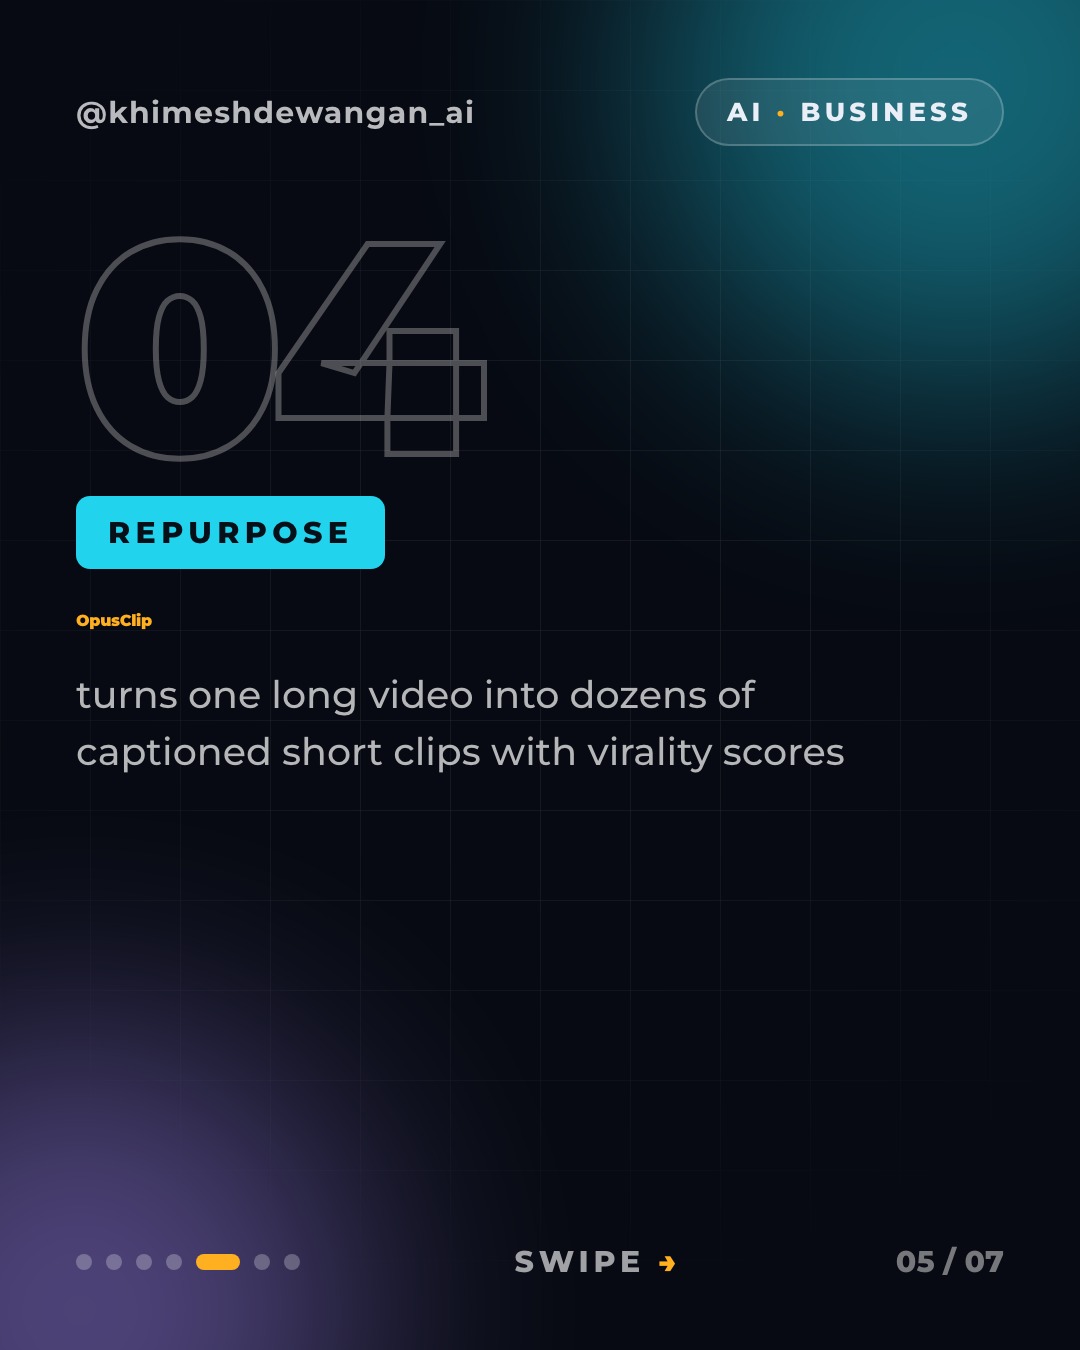 @khimeshdewangan_ai
AI · BUSINESS
04
REPURPOSE
OpusClip
turns one long video into dozens of
captioned short clips with virality scores
SWIPE →
05 / 07